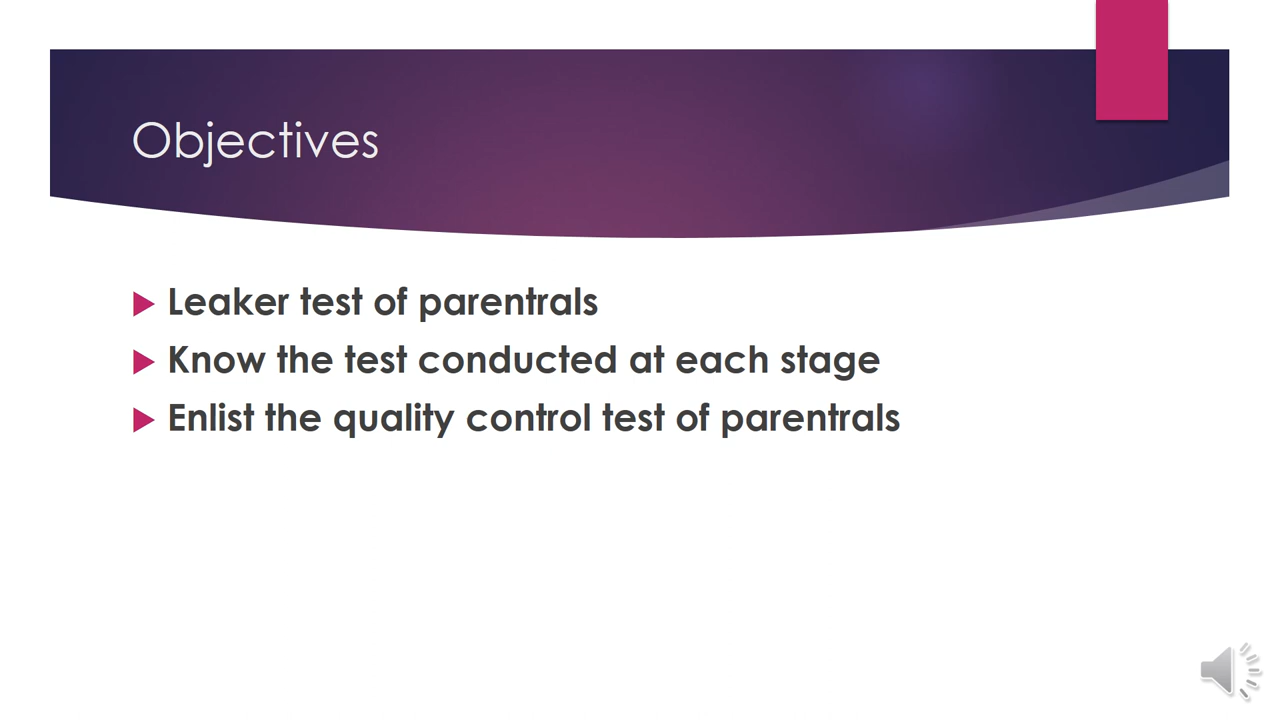 Objectives
Leaker test of parentrals
Know the test conducted at each stage
Enlist the quality control test of parentrals